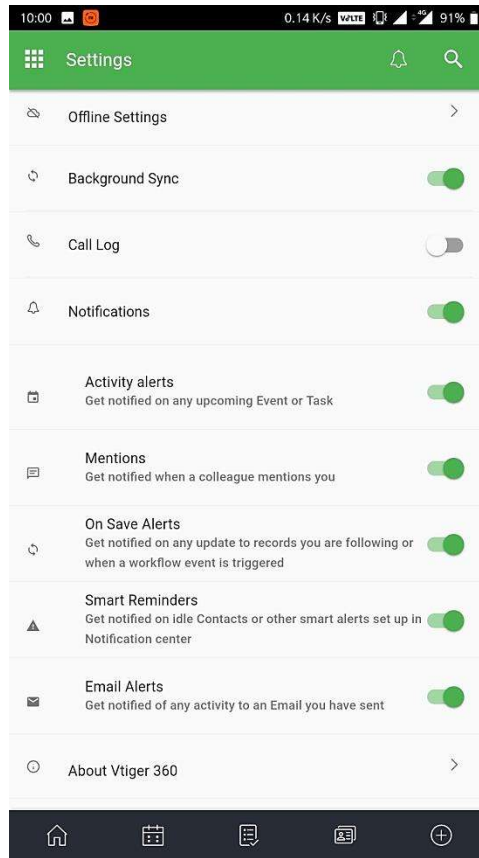 10:00 0.14 K/s VoLTE 4G 91%
Settings
Offline Settings
Background Sync
Call Log
Notifications
Activity alerts
Get notified on any upcoming Event or Task
Mentions
Get notified when a colleague mentions you
On Save Alerts
Get notified on any update to records you are following or
when a workflow event is triggered
Smart Reminders
Get notified on idle Contacts or other smart alerts set up in
Notification center
Email Alerts
Get notified of any activity to an Email you have sent
About Vtiger 360